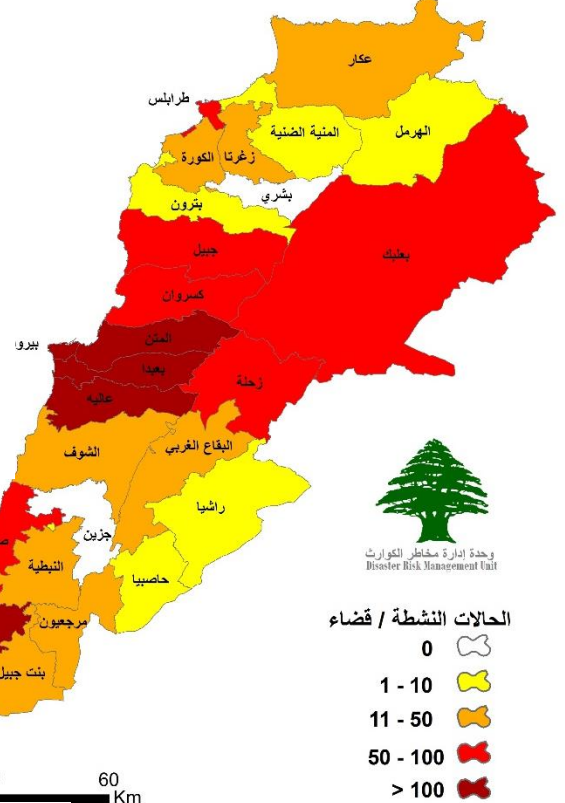 عكار
طرابلس
المنية الضنية
الهرمل
الكورة
زغرتا
بشري
بترون
جبيل
بعلبك
كسروان
المتن
بعبدا
زحلة
عاليه
الشوف
البقاع الغربي
راشيا
جزين
النبطية
حاصبيا
مرجعيون
بنت جبيل
وحدة إدارة مخاطر الكوارث
Disaster Risk Management Unit
الحالات النشطة / قضاء
0
1 - 10
11 - 50
50 - 100
> 100
60
Km